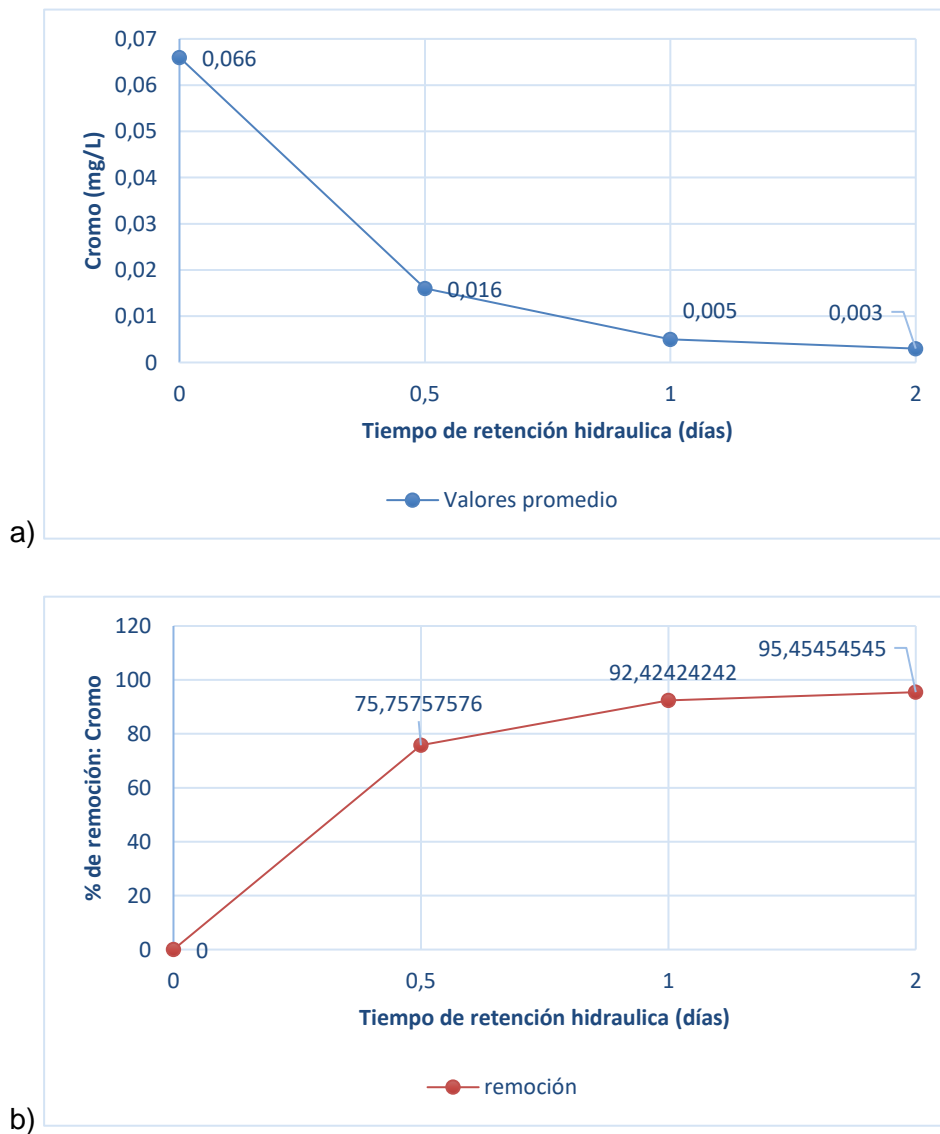 0,07
0,066
0,06
0,05
0,04
0,03
0,02
0,016
0,005
0,003
0,01
0
0 0,5 1 2
Cromo (mg/L)
Tiempo de retención hidraulica (días)
Valores promedio
a)
120
95,45454545
92,42424242
100
75,75757576
80
60
40
20
0
0
0 0,5 1 2
% de remoción: Cromo
Tiempo de retención hidraulica (días)
remoción
b)